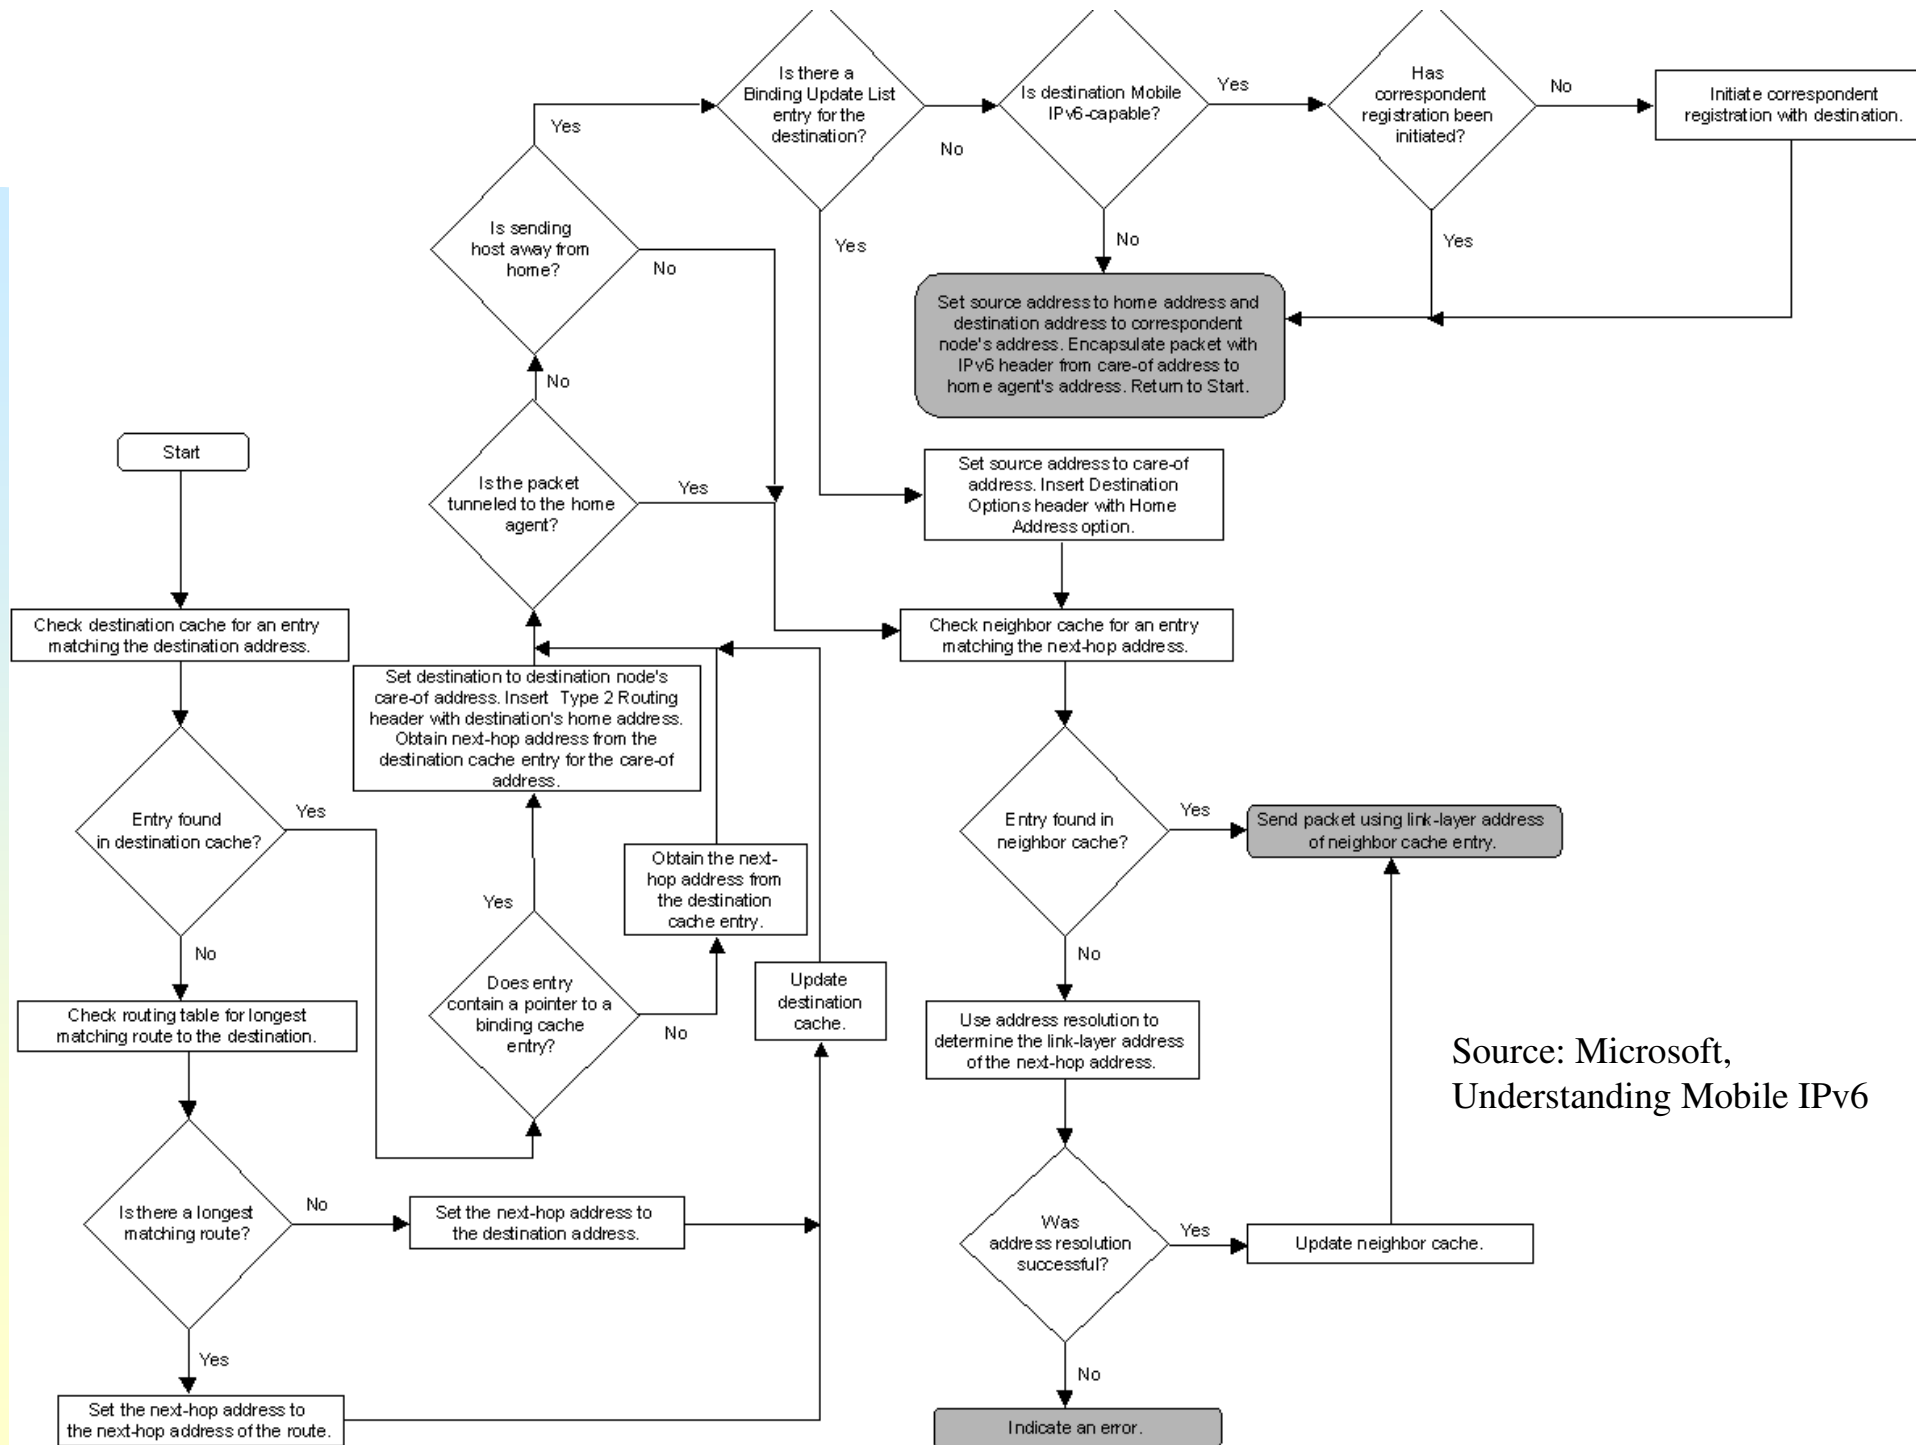 Is there a
Binding Update List
entry for the
destination?
Is destination Mobile
IPv6-capable?
Yes
Has
correspondent
registration been
initiated?
No
Initiate correspondent
registration with destination.
Yes
No
Is sending
host away from
home?
No
Yes
No
Yes
Set source address to home address and
destination address to correspondent
node's address. Encapsulate packet with
IPv6 header from care-of address to
home agent's address. Return to Start.
No
Start
Is the packet
tunneled to the home
agent?
Yes
Set source address to care-of
address. Insert Destination
Options header with Home
Address option.
Check destination cache for an entry
matching the destination address.
Check neighbor cache for an entry
matching the next-hop address.
Set destination to destination node's
care-of address. Insert Type 2 Routing
header with destination's home address.
Obtain next-hop address from the
destination cache entry for the care-of
address.
Entry found
in destination cache?
Yes
Obtain the next-
hop address from
the destination
cache entry.
Entry found in
neighbor cache?
Yes
Send packet using link-layer address
of neighbor cache entry.
Yes
No
No
Does entry
contain a pointer to a
binding cache
entry?
No
Update
destination
cache.
Check routing table for longest
matching route to the destination.
Use address resolution to
determine the link-layer address
of the next-hop address.
Source: Microsoft,
Understanding Mobile IPv6
Is there a longest
matching route?
No
Set the next-hop address to
the destination address.
Was
address resolution
successful?
Yes
Update neighbor cache.
Yes
No
Set the next-hop address to
the next-hop address of the route.
Indicate an error.